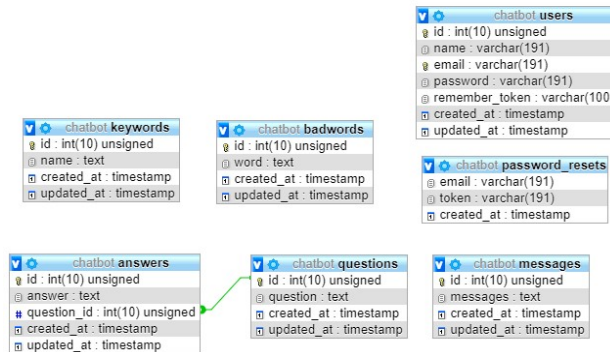 chatbot users
id : int(10) unsigned
name : varchar(191)
email : varchar(191)
password : varchar(191)
remember_token : varchar(100
created_at : timestamp
updated_at : timestamp
chatbot keywords
id : int(10) unsigned
name : text
created_at : timestamp
updated_at : timestamp
chatbot badwords
id : int(10) unsigned
word : text
created_at : timestamp
updated_at : timestamp
chatbot password_resets
email : varchar(191)
token : varchar(191)
created_at : timestamp
chatbot answers
id : int(10) unsigned
answer : text
# question_id : int(10) unsigned
created_at : timestamp
updated_at : timestamp
chatbot questions
id : int(10) unsigned
question : text
created_at : timestamp
updated_at : timestamp
chatbot messages
id : int(10) unsigned
messages : text
created_at : timestamp
updated_at : timestamp